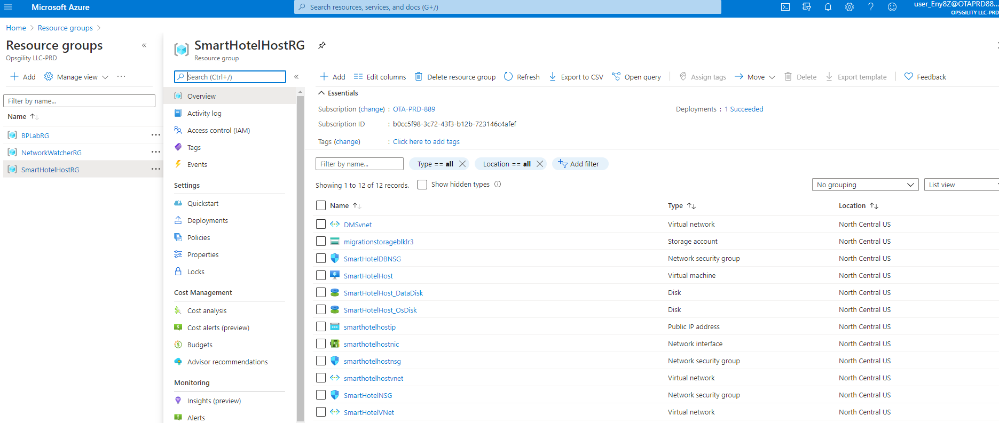 Microsoft Azure
Search resources, services, and docs (G+/)
user_Eny8Z@OTAPRD88...
OPSGILITY LLC-PRD
Home > Resource groups >
Resource groups
Opsgility LLC-PRD
Add Manage view ...
Filter by name...
Name
BPLabRG
NetworkWatcherRG
SmartHotelHostRG
SmartHotelHostRG
Resource group
Search (Ctrl+/)
Overview
Activity log
Access control (IAM)
Tags
Events
Settings
Quickstart
Deployments
Policies
Properties
Locks
Cost Management
Cost analysis
Cost alerts (preview)
Budgets
Advisor recommendations
Monitoring
Insights (preview)
Alerts
Add Edit columns Delete resource group Refresh Export to CSV Open query Assign tags Move Delete Export template Feedback
Essentials
Subscription (change) : OTA-PRD-889 Deployments : 1 Succeeded
Subscription ID : b0cc5f98-3c72-43f3-b12b-723146c4afef
Tags (change) : Click here to add tags
Filter by name... Type == all Location == all Add filter
Showing 1 to 12 of 12 records. Show hidden types No grouping List view
Name Type Location
DMSvnet Virtual network North Central US
migrationstorageblklr3 Storage account North Central US
SmartHotelDBNSG Network security group North Central US
SmartHotelHost Virtual machine North Central US
SmartHotelHost_DataDisk Disk North Central US
SmartHotelHost_OsDisk Disk North Central US
smarthotelhostip Public IP address North Central US
smarthotelhostnic Network interface North Central US
smarthotelhostnsg Network security group North Central US
smarthotelhostvnet Virtual network North Central US
SmartHotelNSG Network security group North Central US
SmartHotelVNet Virtual network North Central US